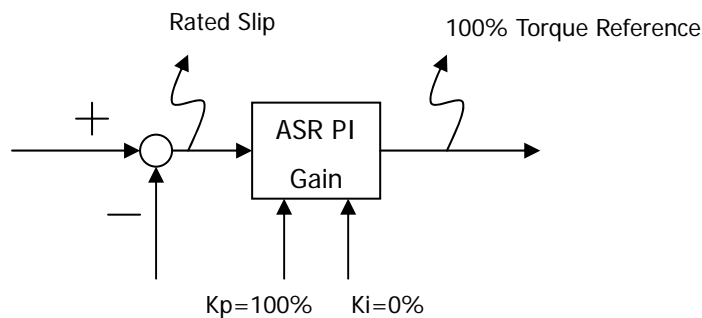 Rated Slip
100% Torque Reference
+
ASR PI
Gain
—
Kp=100%
Ki=0%